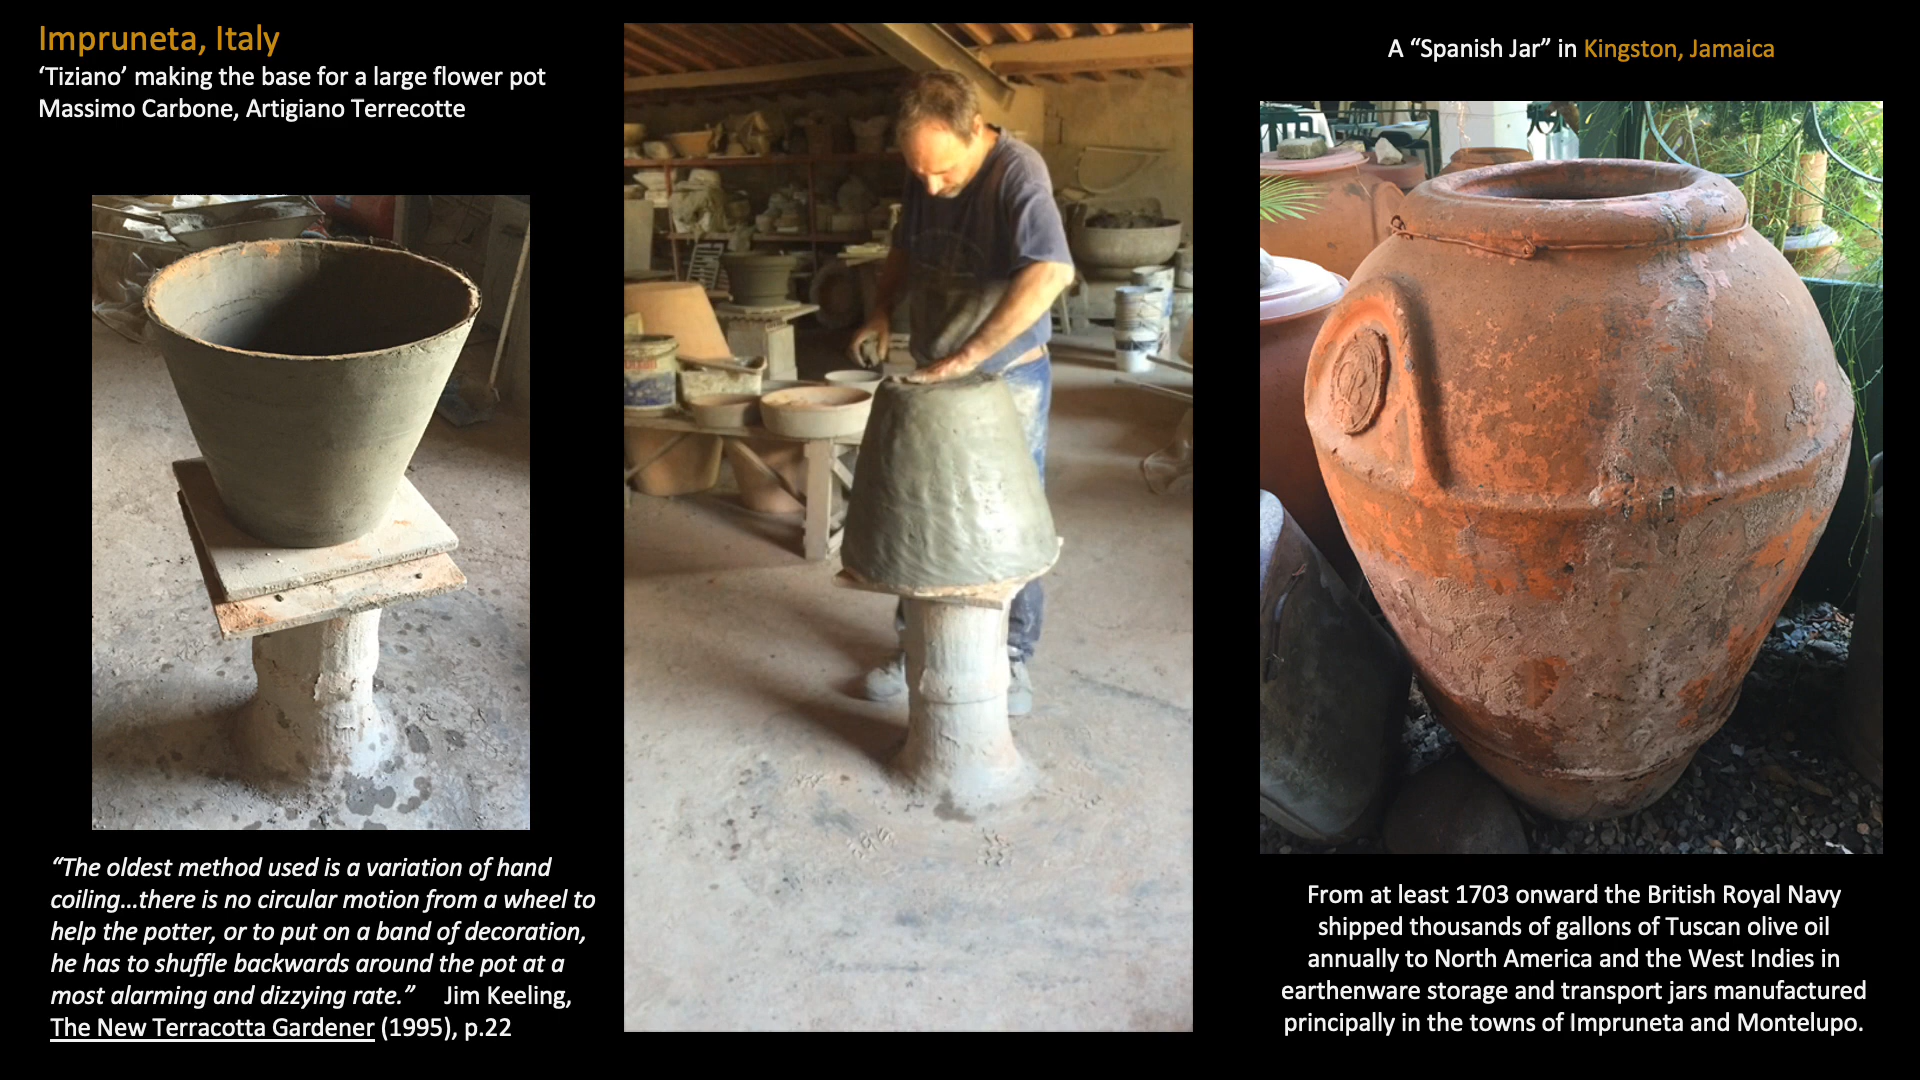 Impruneta, Italy
‘Tiziano’ making the base for a large flower pot
Massimo Carbone, Artigiano Terrecotte
A “Spanish Jar” in Kingston, Jamaica
“The oldest method used is a variation of hand
coiling...there is no circular motion from a wheel to
help the potter, or to put on a band of decoration,
he has to shuffle backwards around the pot at a
most alarming and dizzying rate.” Jim Keeling,
The New Terracotta Gardener (1995), p.22
From at least 1703 onward the British Royal Navy
shipped thousands of gallons of Tuscan olive oil
annually to North America and the West Indies in
earthenware storage and transport jars manufactured
principally in the towns of Impruneta and Montelupo.